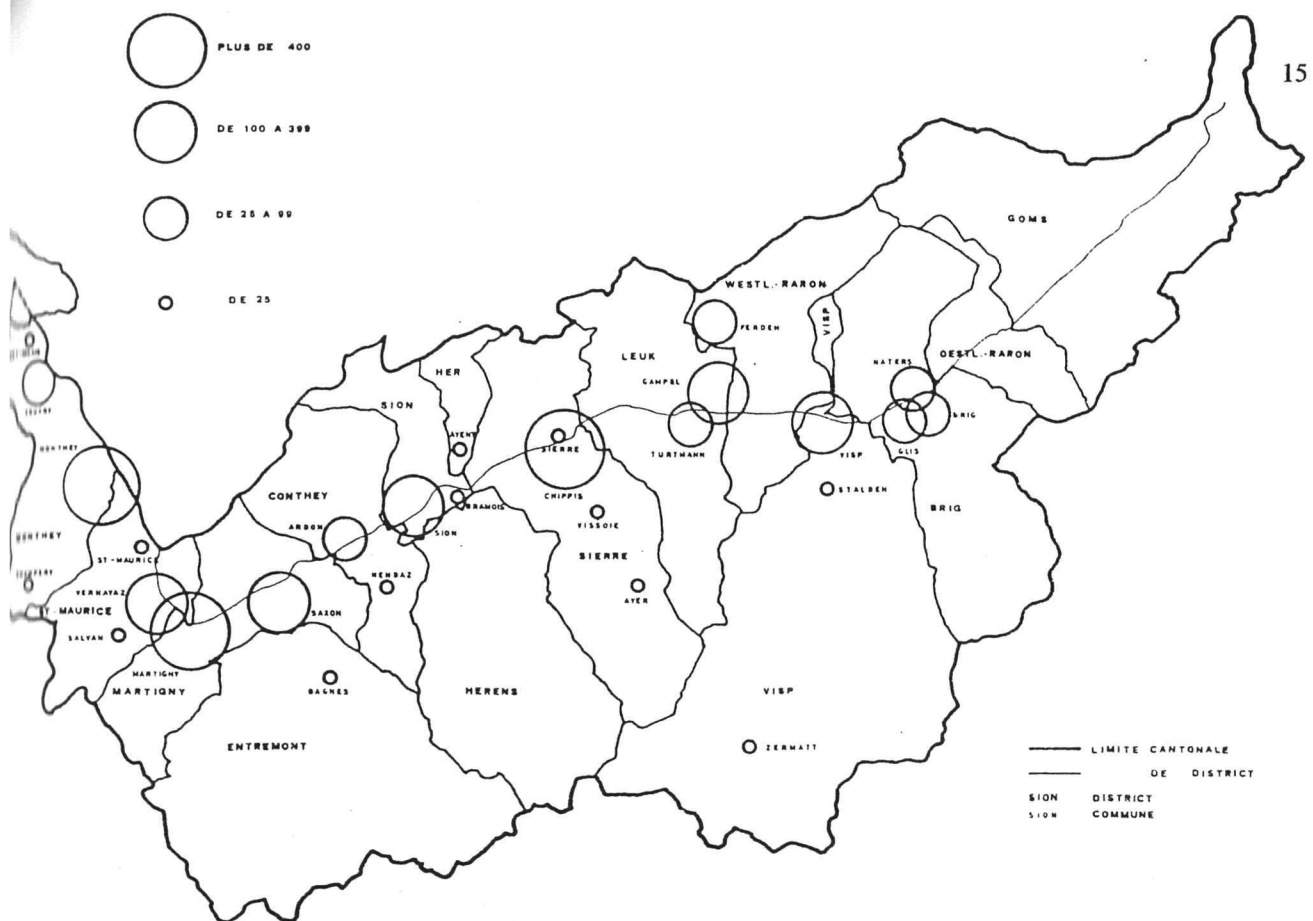 15
PLUS DE 400
DE 100 A 399
DE 25 A 99
DE 25
GOMS
WESTL.-RARON
VISP
FERDEN
LEUK
NATERS
OESTL.-RARON
HER
GAMPEL
SION
BRIG
AYENT
SIERRE
TURTMANN
VISP
GLIS
MONTHEY
STALDEN
CONTHEY
CHIPPIS
BRAMOIS
BRIG
VISSOIE
ARDON
SION
MONTHEY
SIERRE
ST-MAURICE
NENDAZ
AYER
VERNAYAZ
SAXON
ST-MAURICE
SALVAN
MARTIGNY
BAGNES
MARTIGNY
HERENS
VISP
ENTREMONT
ZERMATT
LIMITE CANTONALE
DE DISTRICT
SION DISTRICT
SION COMMUNE